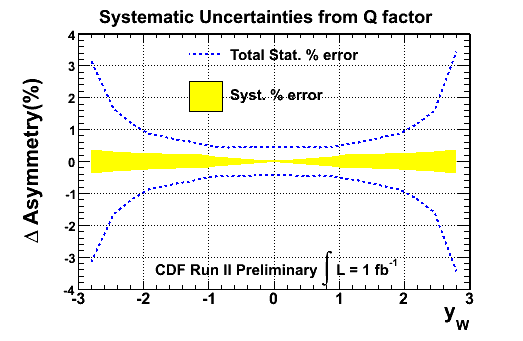 Systematic Uncertainties from Q factor
Total Stat. % error
Syst. % error
Δ Asymmetry(%)
4
3
2
1
0
-1
-2
-3
-4
CDF Run II Preliminary ∫ L = 1 fb⁻¹
-3 -2 -1 0 1 2 3
y_W